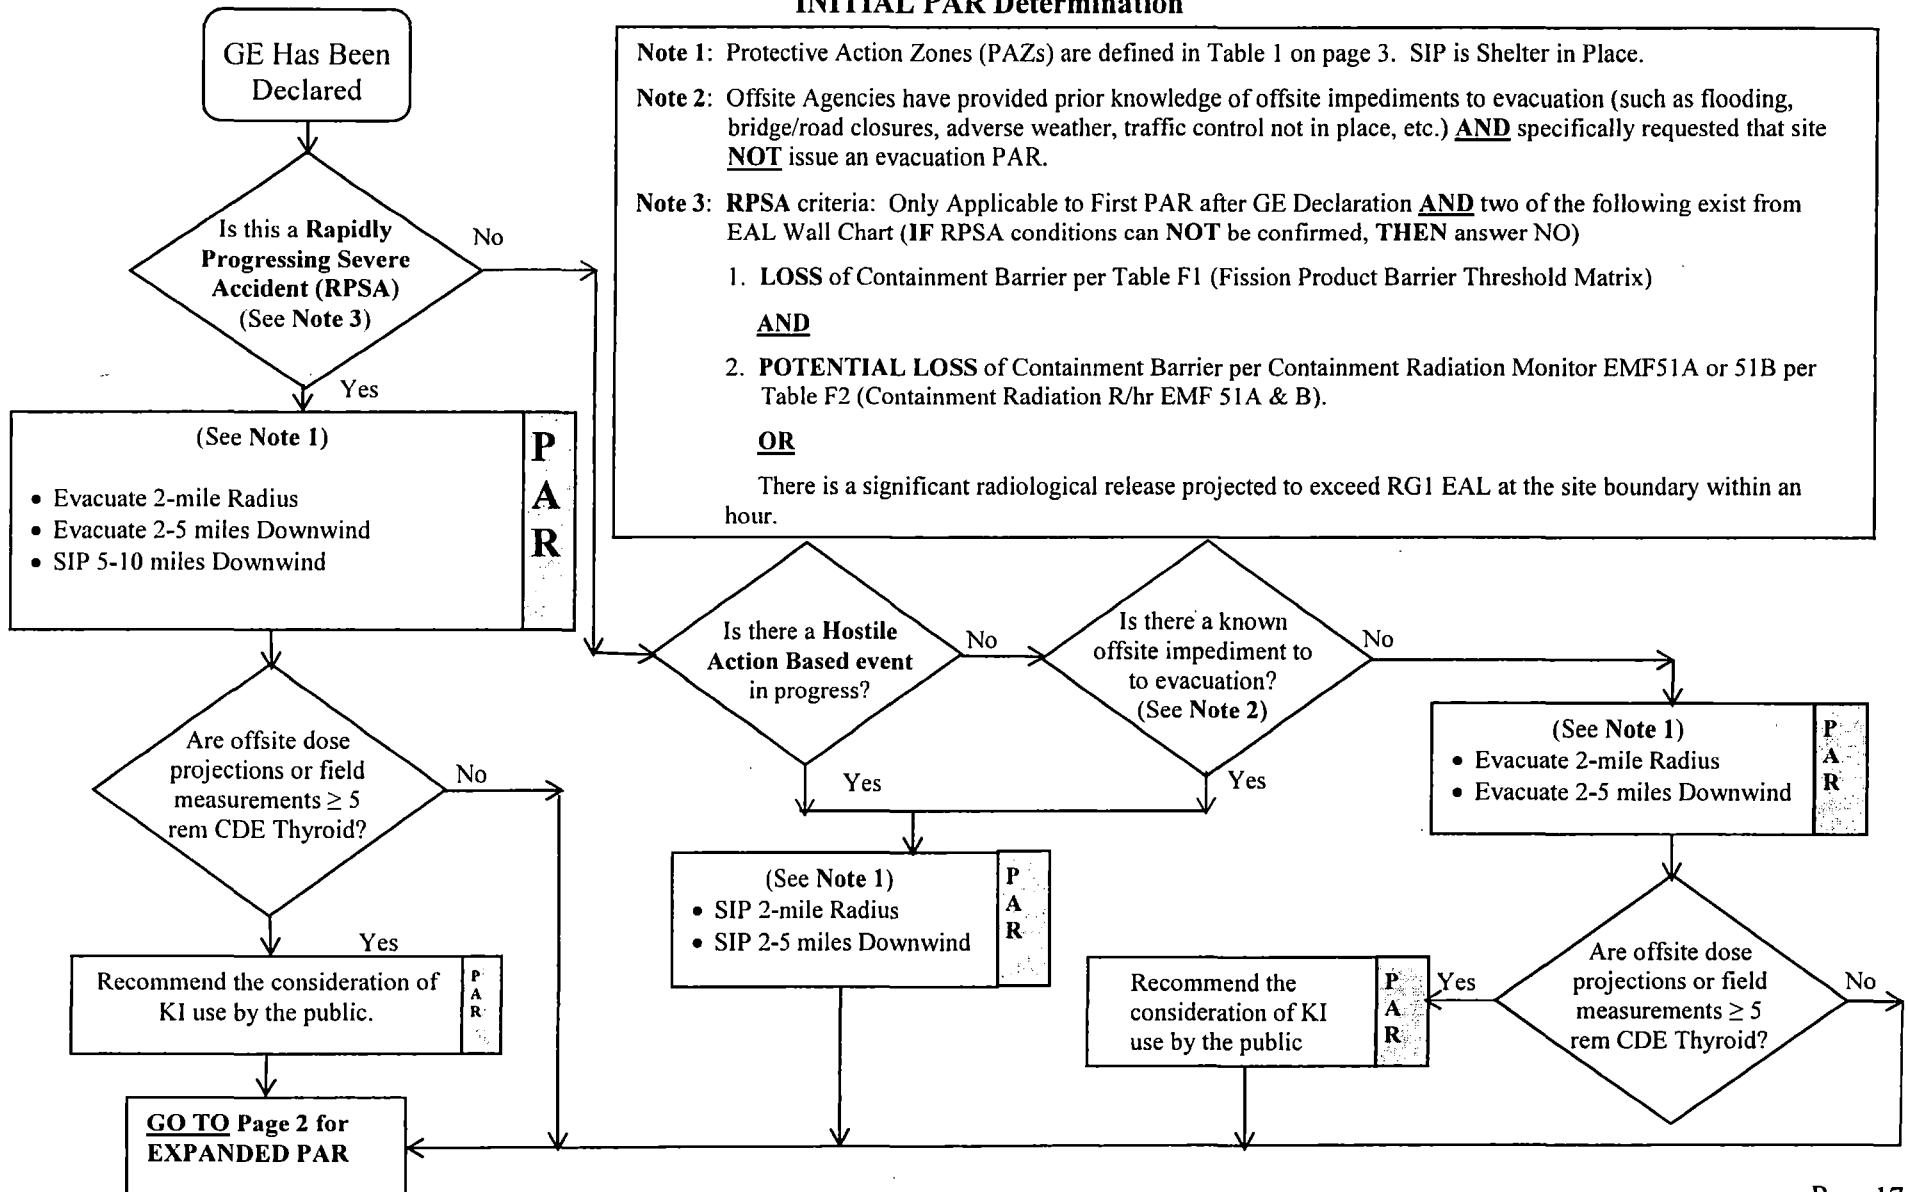 INITIAL PAR Determination
GE Has Been
Declared
Note 1: Protective Action Zones (PAZs) are defined in Table 1 on page 3. SIP is Shelter in Place.
Note 2: Offsite Agencies have provided prior knowledge of offsite impediments to evacuation (such as flooding,
bridge/road closures, adverse weather, traffic control not in place, etc.) AND specifically requested that site
NOT issue an evacuation PAR.
Note 3: RPSA criteria: Only Applicable to First PAR after GE Declaration AND two of the following exist from
EAL Wall Chart (IF RPSA conditions can NOT be confirmed, THEN answer NO)
1. LOSS of Containment Barrier per Table F1 (Fission Product Barrier Threshold Matrix)
AND
2. POTENTIAL LOSS of Containment Barrier per Containment Radiation Monitor EMF51A or 51B per
Table F2 (Containment Radiation R/hr EMF 51A & B).
OR
There is a significant radiological release projected to exceed RG1 EAL at the site boundary within an
hour.
Is this a Rapidly
Progressing Severe
Accident (RPSA)
(See Note 3)
No
Yes
(See Note 1)
• Evacuate 2-mile Radius
• Evacuate 2-5 miles Downwind
• SIP 5-10 miles Downwind
P
A
R
Are offsite dose
projections or field
measurements ≥ 5
rem CDE Thyroid?
No
Yes
Recommend the consideration of
KI use by the public.
P
A
R
GO TO Page 2 for
EXPANDED PAR
Is there a Hostile
Action Based event
in progress?
No
Yes
Is there a known
offsite impediment to
to evacuation?
(See Note 2)
No
Yes
(See Note 1)
• SIP 2-mile Radius
• SIP 2-5 miles Downwind
P
A
R
(See Note 1)
• Evacuate 2-mile Radius
• Evacuate 2-5 miles Downwind
P
A
R
Are offsite dose
projections or field
measurements ≥ 5
rem CDE Thyroid?
Yes
No
Recommend the
consideration of KI
use by the public
P
A
R